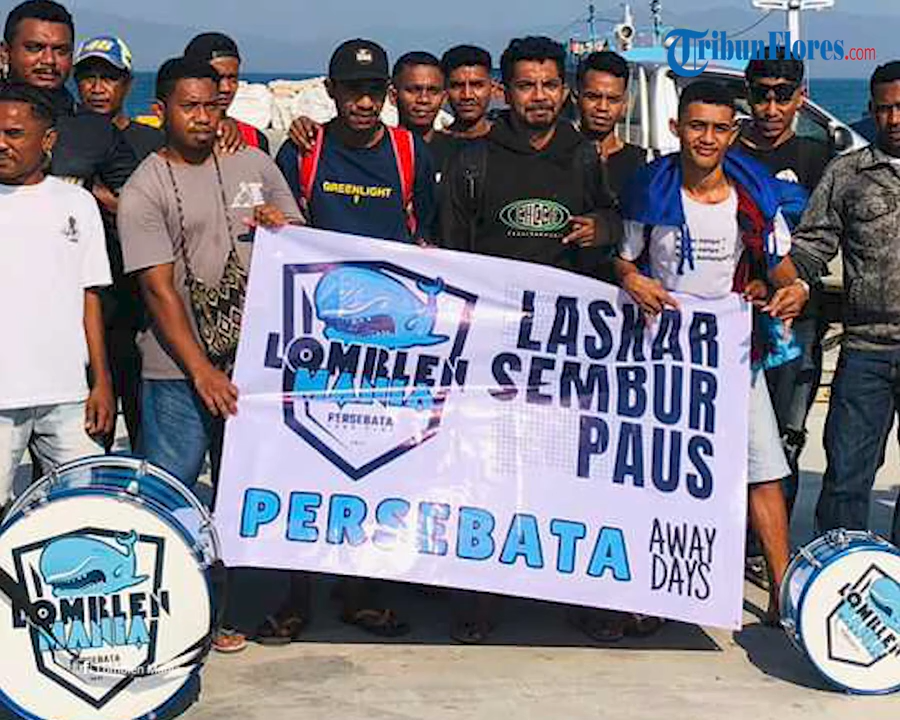 TribunFlores.com
GREENLIGHT
LOMBLEN
MANIA
PERSEBATA
LASKAR
SEMBUR
PAUS
PERSEBATA
AWAY
DAYS
LOMBLEN
MANIA
PERSEBATA
LOMBLEN
MANIA